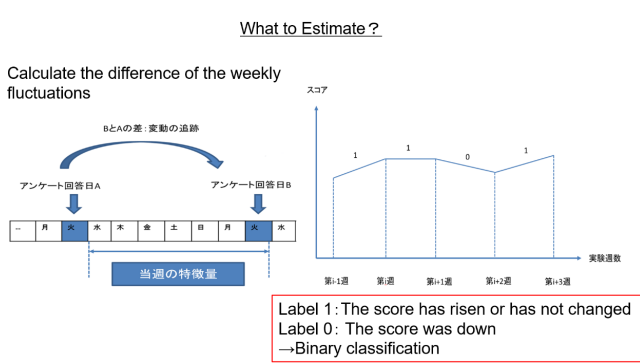 What to Estimate？
Calculate the difference of the weekly
fluctuations
BとAの差：変動の追跡
アンケート回答日A
アンケート回答日B
... 月 火 水 木 金 土 日 月 火 水
当週の特徴量
スコア
1 1 0 1
実験週数
第i-1週 第i週 第i+1週 第i+2週 第i+3週
Label 1：The score has risen or has not changed
Label 0： The score was down
→Binary classification